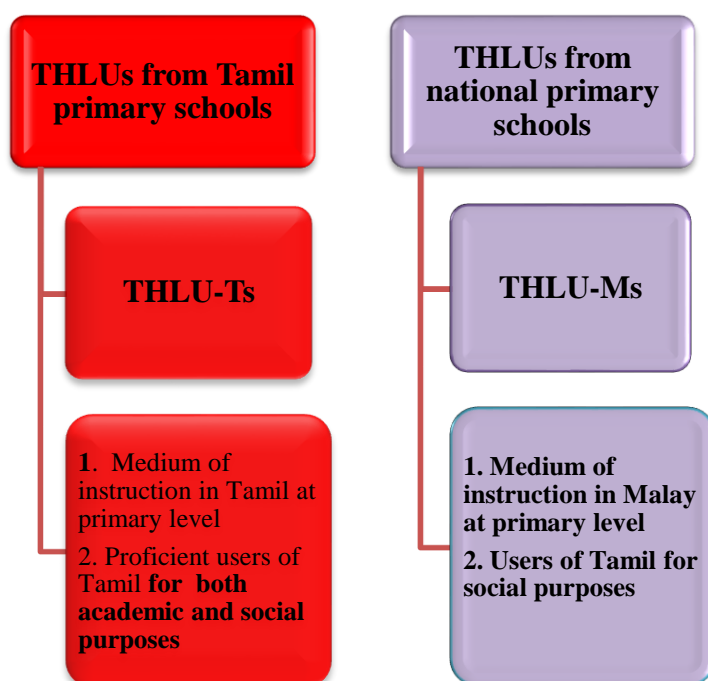 THLUs from Tamil
primary schools
THLU-Ts
1. Medium of
instruction in Tamil at
primary level
2. Proficient users of
Tamil for both
academic and social
purposes
THLUs from
national primary
schools
THLU-Ms
1. Medium of
instruction in Malay
at primary level
2. Users of Tamil for
social purposes